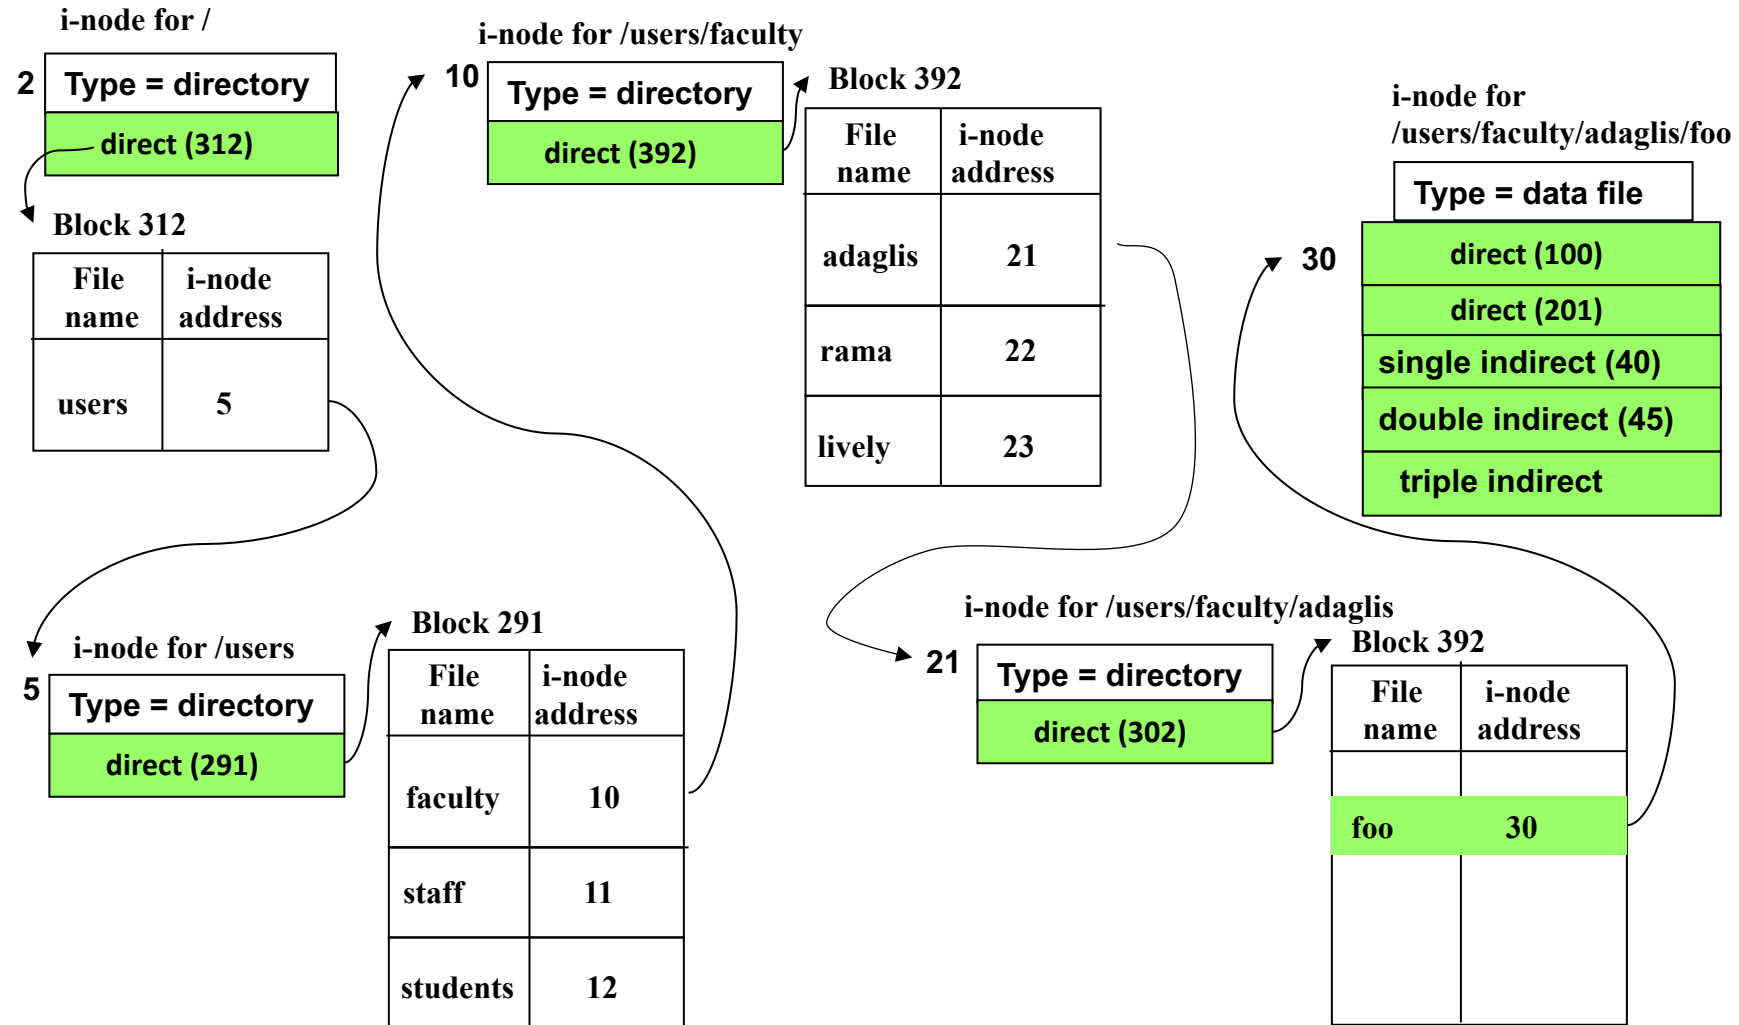 i-node for /
2
Type = directory
direct (312)
Block 312
File name
i-node address
users
5
i-node for /users
5
Type = directory
direct (291)
Block 291
File name
i-node address
faculty
10
staff
11
students
12
i-node for /users/faculty
10
Type = directory
direct (392)
Block 392
File name
i-node address
adaglis
21
rama
22
lively
23
i-node for /users/faculty/adaglis
21
Type = directory
direct (302)
Block 392
File name
i-node address
foo
30
i-node for
/users/faculty/adaglis/foo
30
Type = data file
direct (100)
direct (201)
single indirect (40)
double indirect (45)
triple indirect